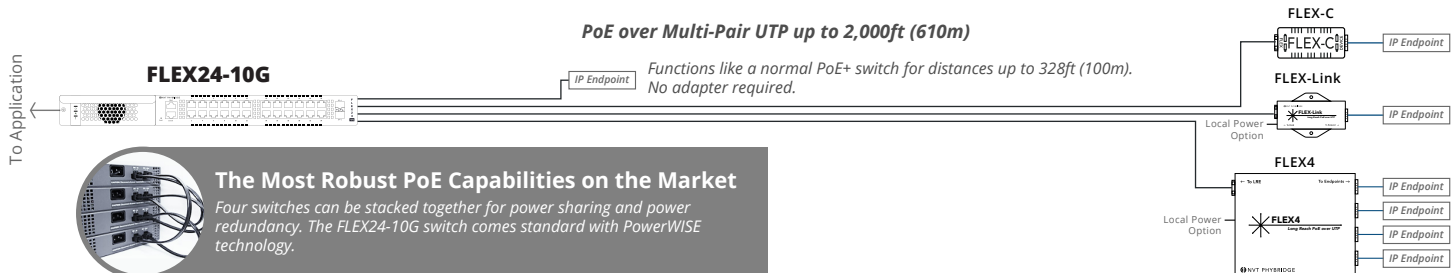 PoE over Multi-Pair UTP up to 2,000ft (610m)
To Application
FLEX24-10G
IP Endpoint
Functions like a normal PoE+ switch for distances up to 328ft (100m).
No adapter required.
FLEX-C
FLEX-C
IP Endpoint
FLEX-Link
FLEX-Link
IP Endpoint
Local Power
Option
FLEX4
← To LRE
To Endpoints →
FLEX4
Long Reach PoE over UTP
NVT PHYBRIDGE
Local Power
Option
IP Endpoint
IP Endpoint
IP Endpoint
IP Endpoint
The Most Robust PoE Capabilities on the Market
Four switches can be stacked together for power sharing and power
redundancy. The FLEX24-10G switch comes standard with PowerWISE
technology.